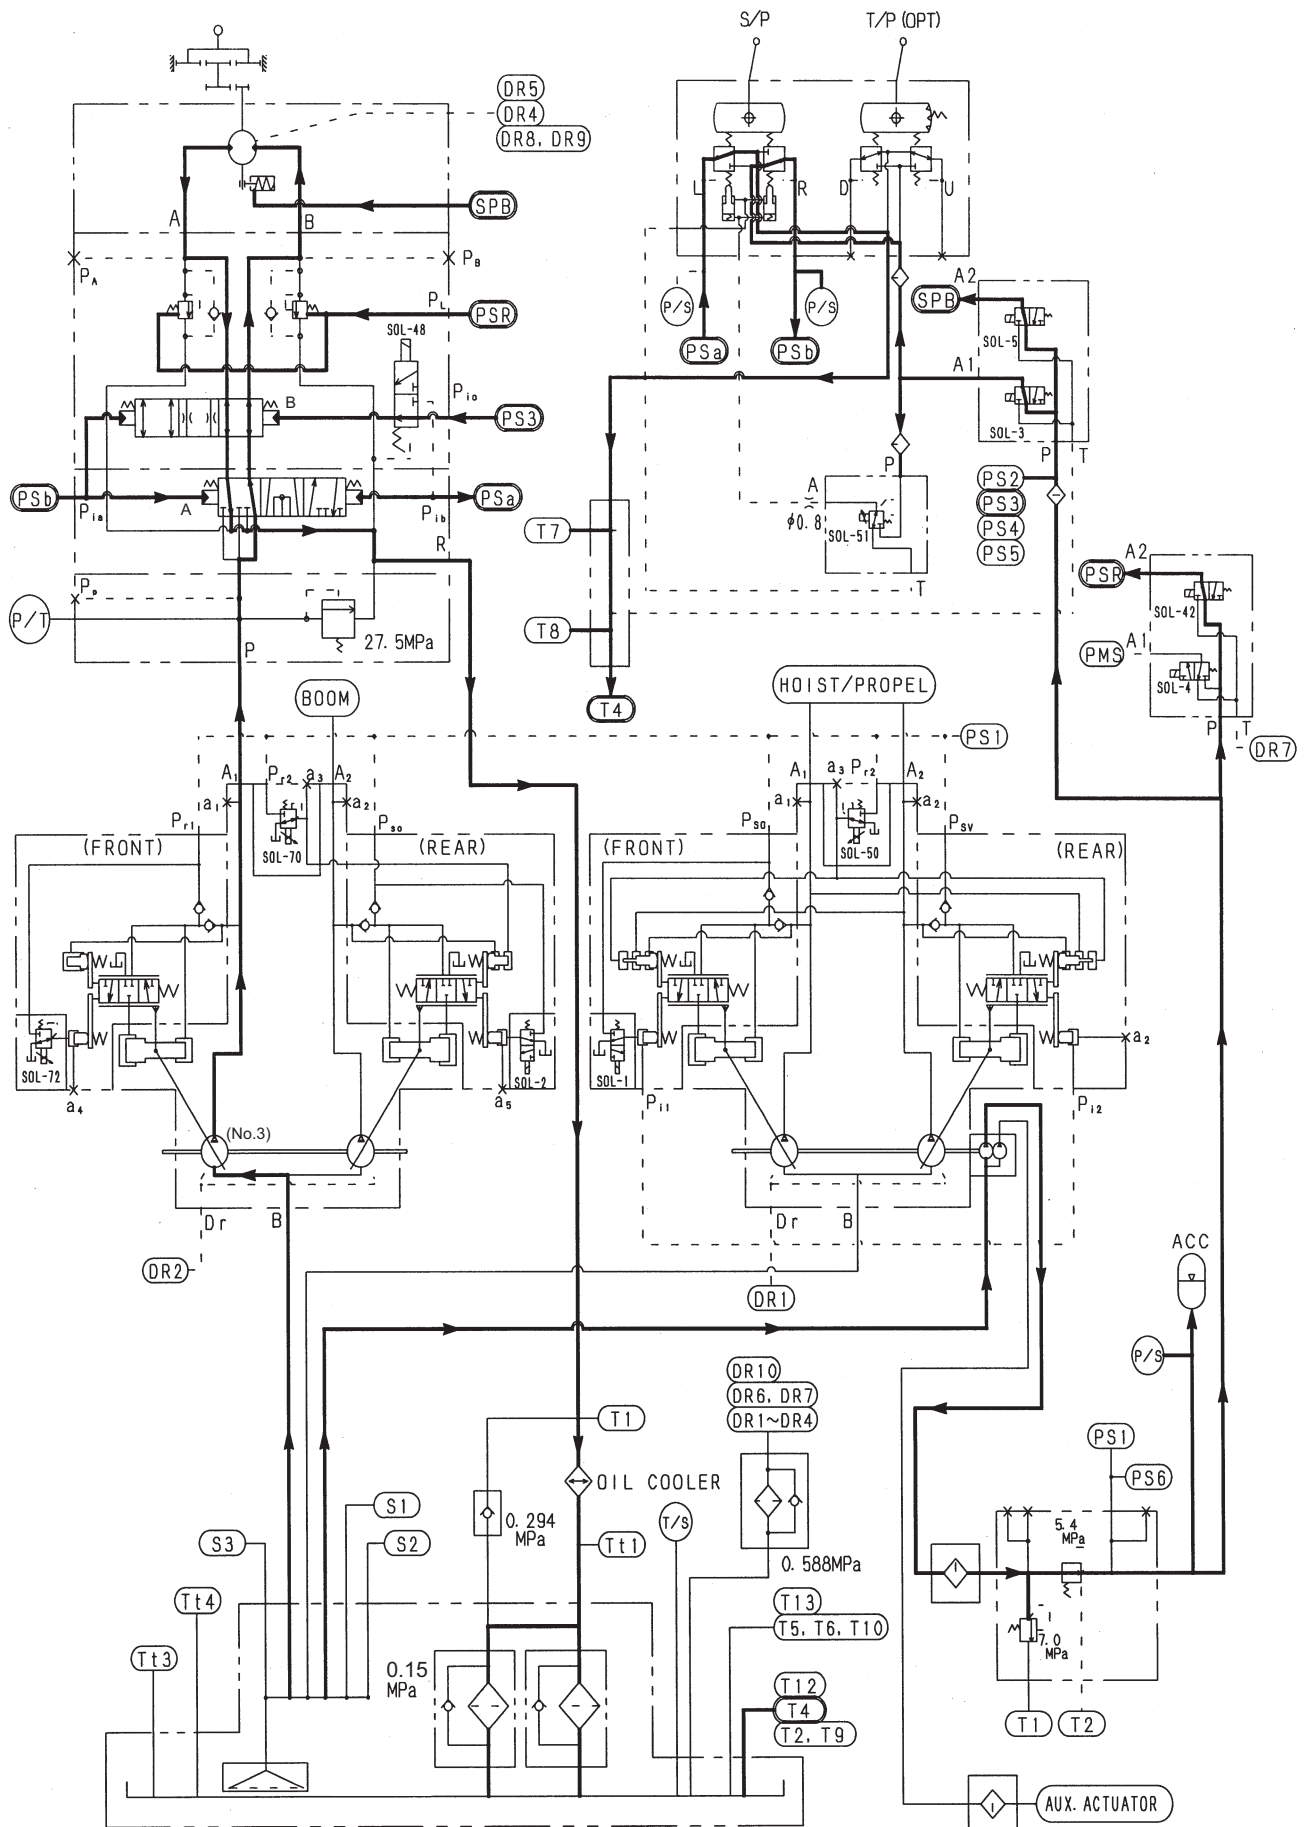 S/P
T/P (OPT)
DR5
DR4
DR8, DR9
SPB
A
B
L
R
D
U
PA
PB
PL
PSR
SOL-48
P/S
P/S
PSa
PSb
A2
SPB
SOL-5
A1
SOL-3
P
T
B
Pio
PS3
PSb
Pia
A
PSa
Pib
R
A
φ0.8
P
SOL-51
T
PS2
PS3
PS4
PS5
T7
T8
T4
Pp
P/T
27.5MPa
P
A2
PSR
SOL-42
A1
PMS
SOL-4
P
T
DR7
BOOM
HOIST/PROPEL
PS1
A1
Pr2
a3
A2
a1
a2
Pr1
Pso
SOL-70
(FRONT)
(REAR)
A1
a3
Pr2
A2
a1
a2
Psa
Psv
SOL-50
(FRONT)
(REAR)
SOL-72
a4
SOL-2
a5
SOL-1
Pi1
Pi2
a2
(No.3)
Dr
B
DR2
Dr
B
DR1
ACC
P/S
DR10
DR6, DR7
DR1~DR4
T1
OIL COOLER
0.294
MPa
T/S
0.588MPa
Tt1
S1
S2
S3
Tt4
Tt3
PS1
PS6
5.4
MPa
7.0
MPa
T1
T2
T13
T5, T6, T10
0.15
MPa
T12
T4
T2, T9
AUX. ACTUATOR